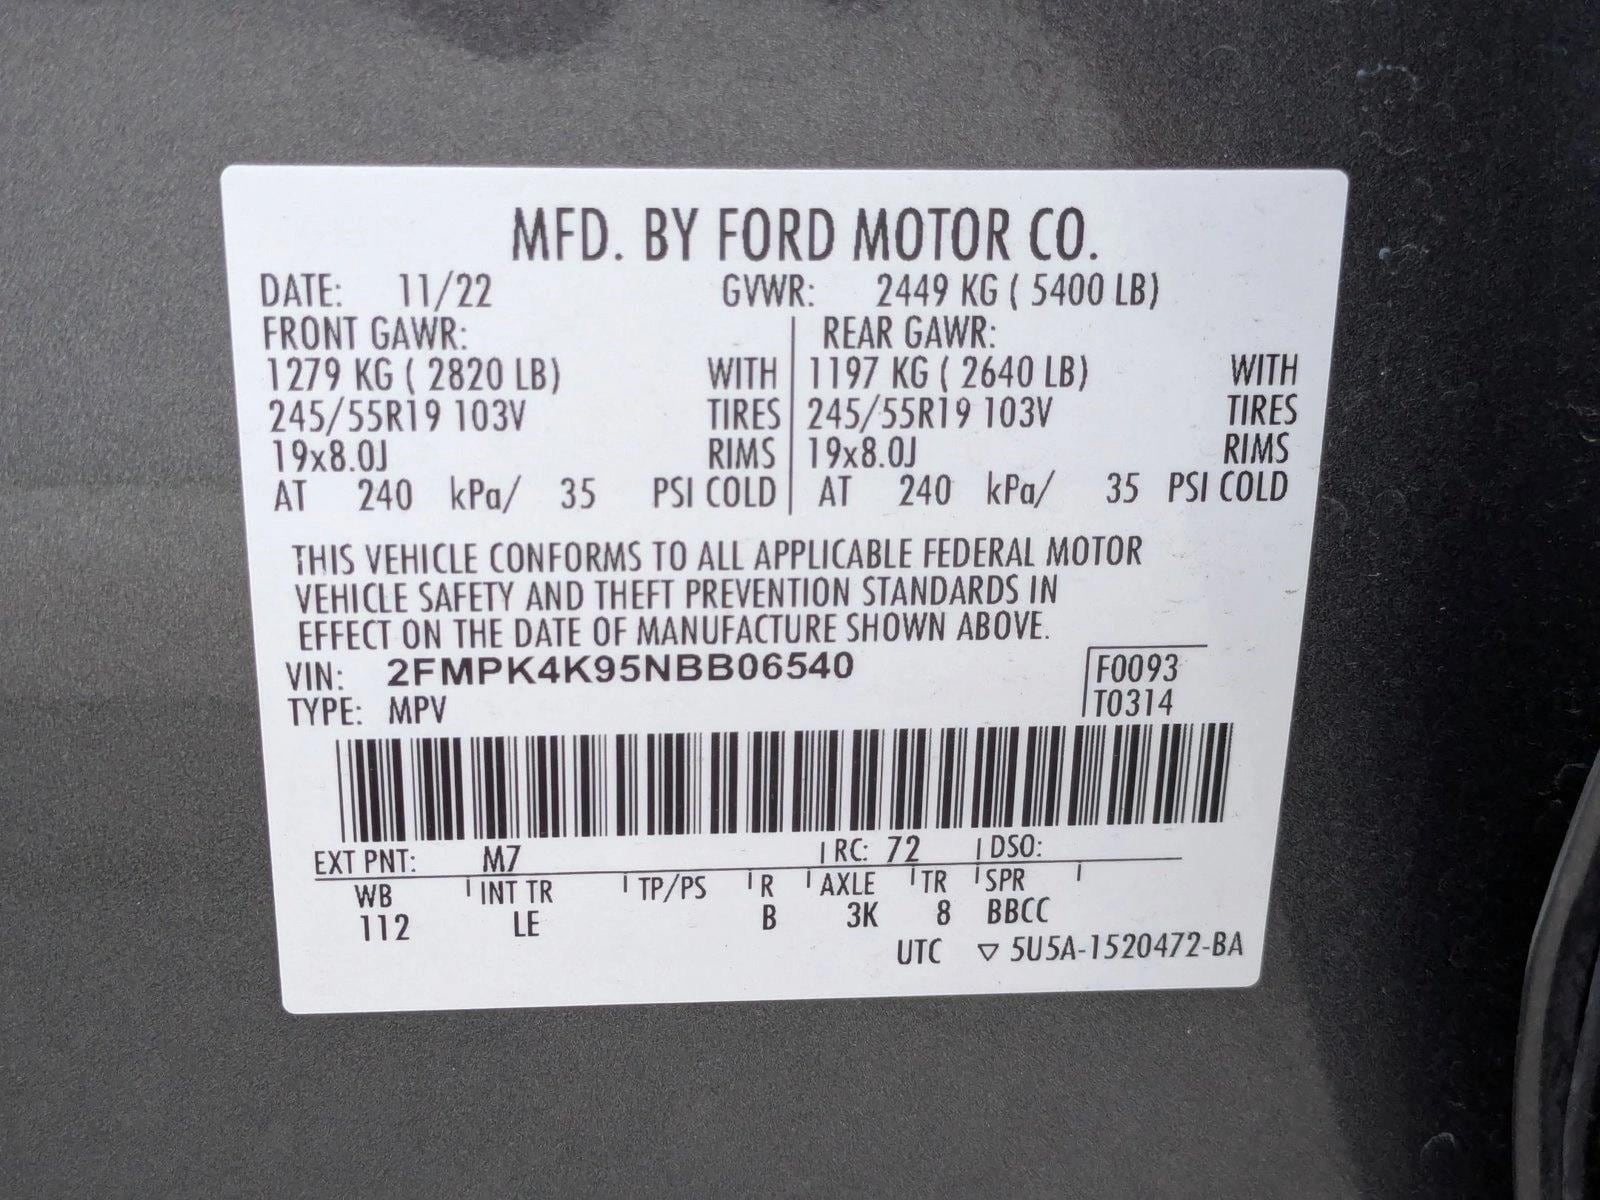 MFD. BY FORD MOTOR CO.
DATE: 11/22 GVWR: 2449 KG ( 5400 LB)
FRONT GAWR: REAR GAWR:
1279 KG ( 2820 LB) WITH 1197 KG ( 2640 LB) WITH
245/55R19 103V TIRES 245/55R19 103V TIRES
19x8.0J RIMS 19x8.0J RIMS
AT 240 kPa/ 35 PSI COLD AT 240 kPa/ 35 PSI COLD
THIS VEHICLE CONFORMS TO ALL APPLICABLE FEDERAL MOTOR
VEHICLE SAFETY AND THEFT PREVENTION STANDARDS IN
EFFECT ON THE DATE OF MANUFACTURE SHOWN ABOVE.
VIN: 2FMPK4K95NBB06540 F0093
TYPE: MPV T0314
EXT PNT: M7 RC: 72 DSO:
WB INT TR TP/PS R AXLE TR SPR
112 LE B 3K 8 BBCC
UTC ▽ 5U5A-1520472-BA